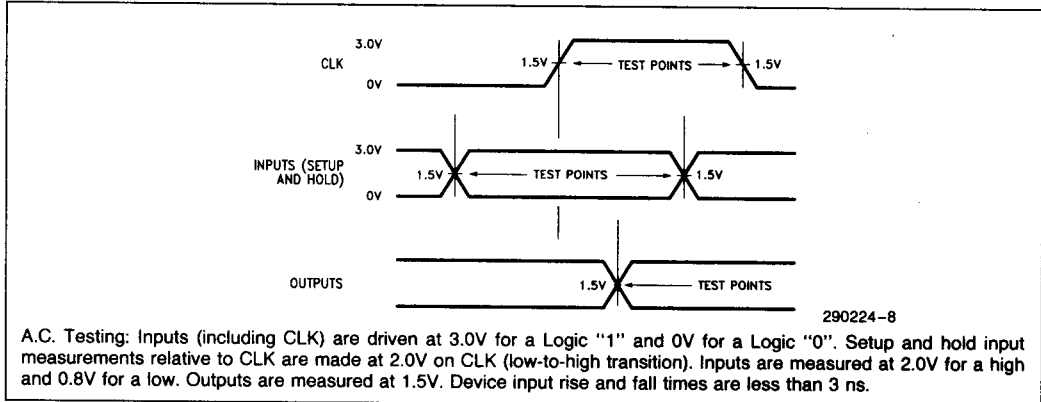 3.0V
CLK
1.5V
TEST POINTS
1.5V
0V
3.0V
INPUTS (SETUP
AND HOLD)
1.5V
TEST POINTS
1.5V
0V
OUTPUTS
1.5V
TEST POINTS
290224-8
A.C. Testing: Inputs (including CLK) are driven at 3.0V for a Logic "1" and 0V for a Logic "0". Setup and hold input
measurements relative to CLK are made at 2.0V on CLK (low-to-high transition). Inputs are measured at 2.0V for a high
and 0.8V for a low. Outputs are measured at 1.5V. Device input rise and fall times are less than 3 ns.